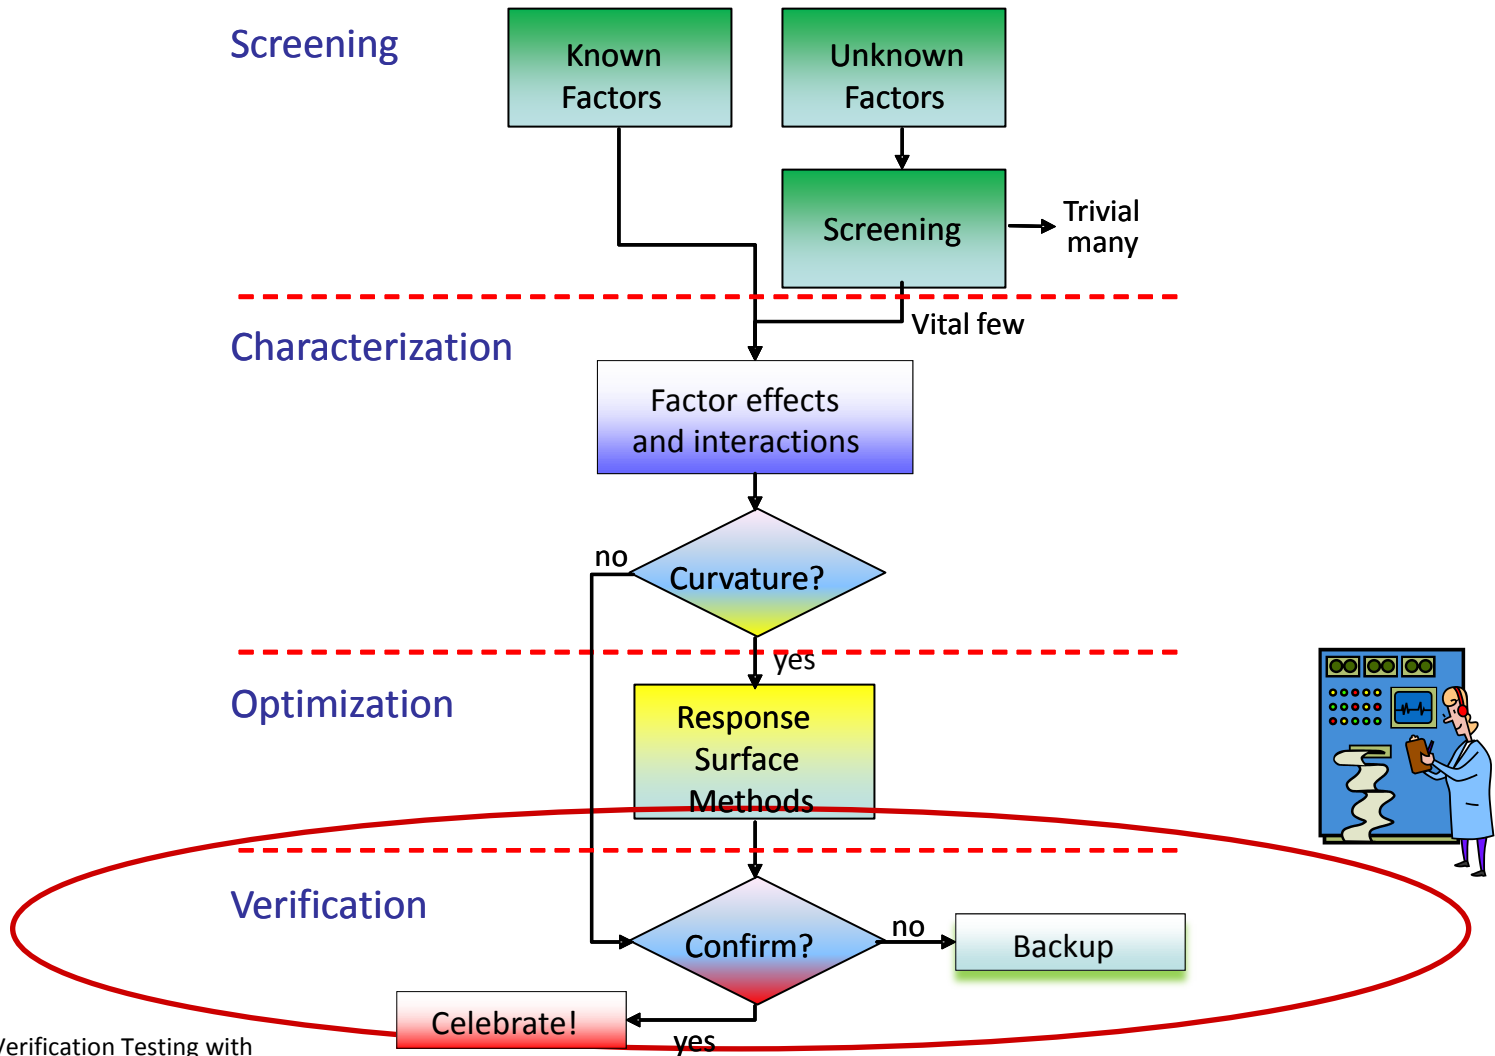 Screening
Known
Factors
Unknown
Factors
Screening
Trivial
many
Vital few
Characterization
Factor effects
and interactions
no
Curvature?
yes
Optimization
Response
Surface
Methods
Verification
Confirm?
no
Backup
Celebrate!
yes
Verification Testing with